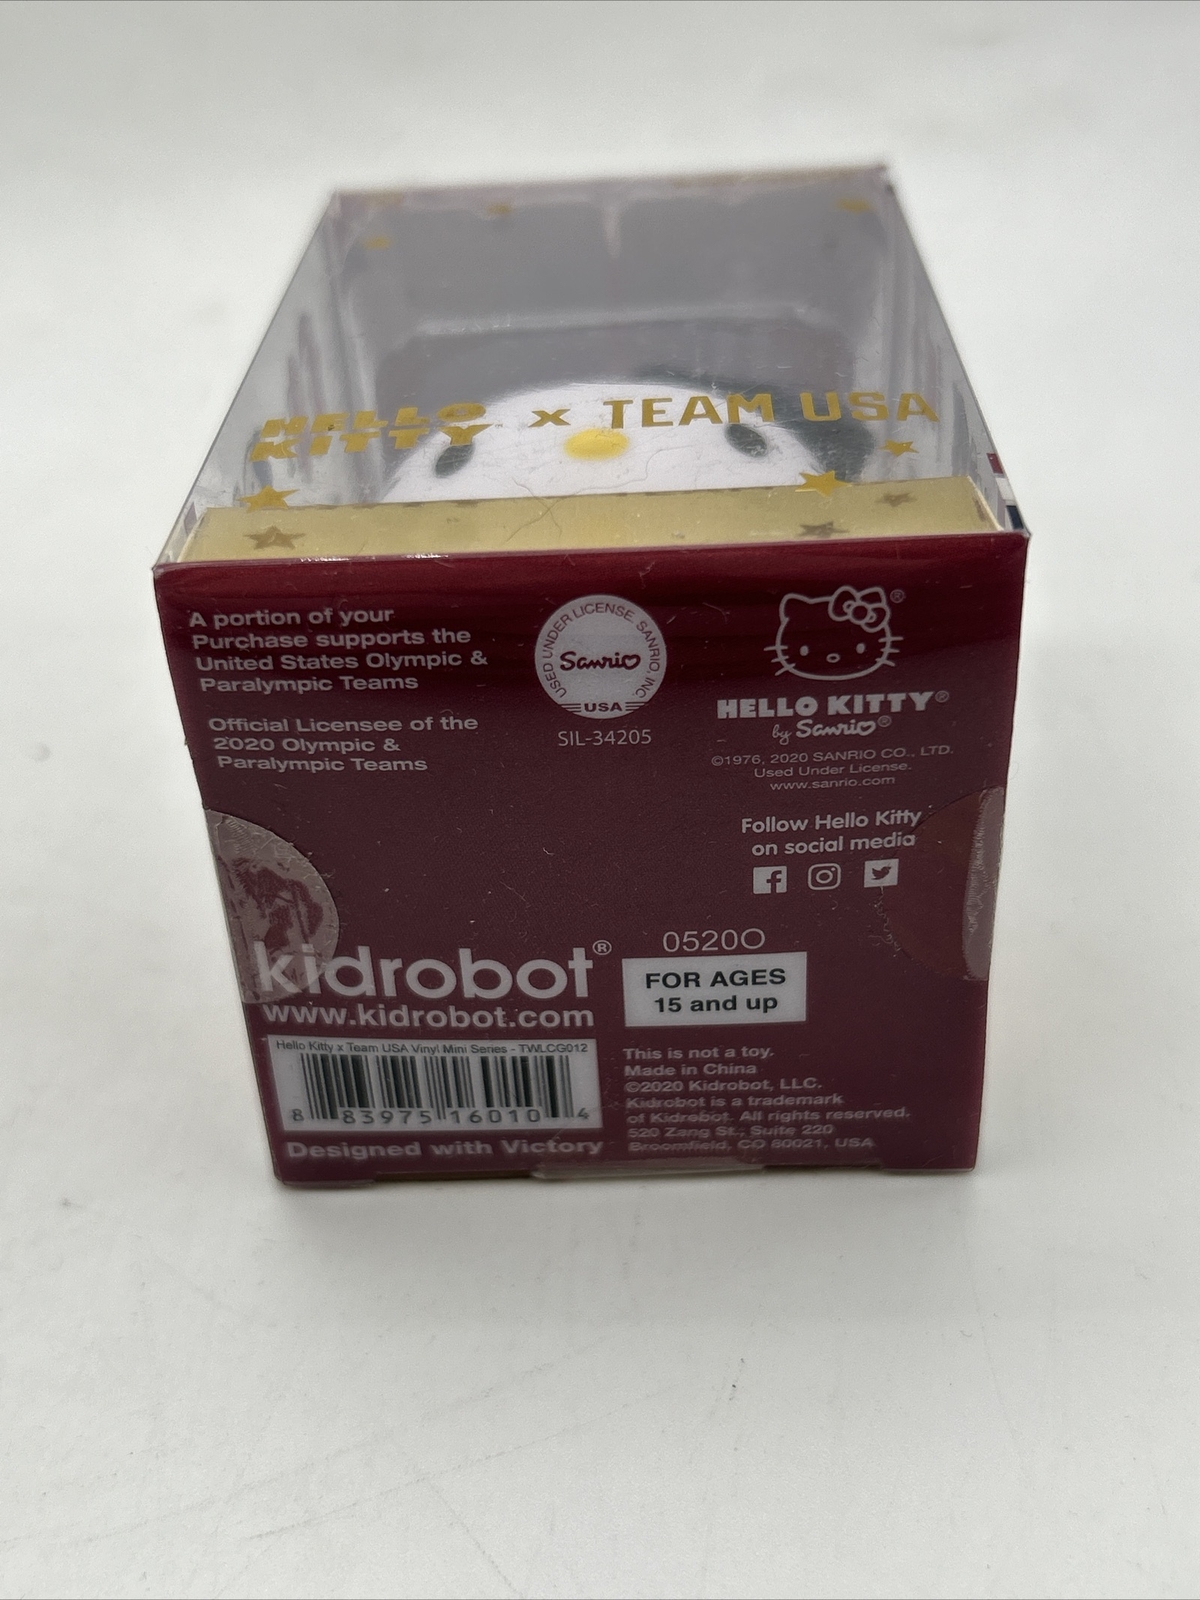 HELLO
KITTY x TEAM USA
A portion of your
Purchase supports the
United States Olympic &
Paralympic Teams
Official Licensee of the
2020 Olympic &
Paralympic Teams
USED UNDER LICENSE. SANRIO, INC.
Sanrio
USA
SIL-34205
®
HELLO KITTY®
by Sanrio®
©1976, 2020 SANRIO CO., LTD.
Used Under License.
www.sanrio.com
Follow Hello Kitty
on social media
kidrobot®
www.kidrobot.com
Hello Kitty x Team USA Vinyl Mini Series - TWLCG012
8 83975 16010 4
Designed with Victory
0520O
FOR AGES
15 and up
This is not a toy.
Made in China
©2020 Kidrobot, LLC.
Kidrobot is a trademark
of Kidrobot. All rights reserved.
520 Zang St., Suite 220
Broomfield, CO 80021, USA